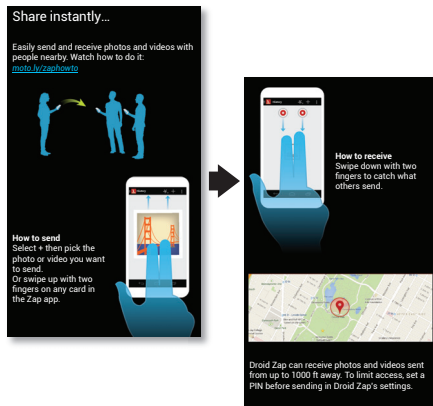 Share instantly...
Easily send and receive photos and videos with
people nearby. Watch how to do it:
moto.ly/zaphowto
How to send
Select + then pick the
photo or video you want
to send.
Or swipe up with two
fingers on any card in
the Zap app.
How to receive
Swipe down with two
fingers to catch what
others send.
Droid Zap can receive photos and videos sent
from up to 1000 ft away. To limit access, set a
PIN before sending in Droid Zap's settings.